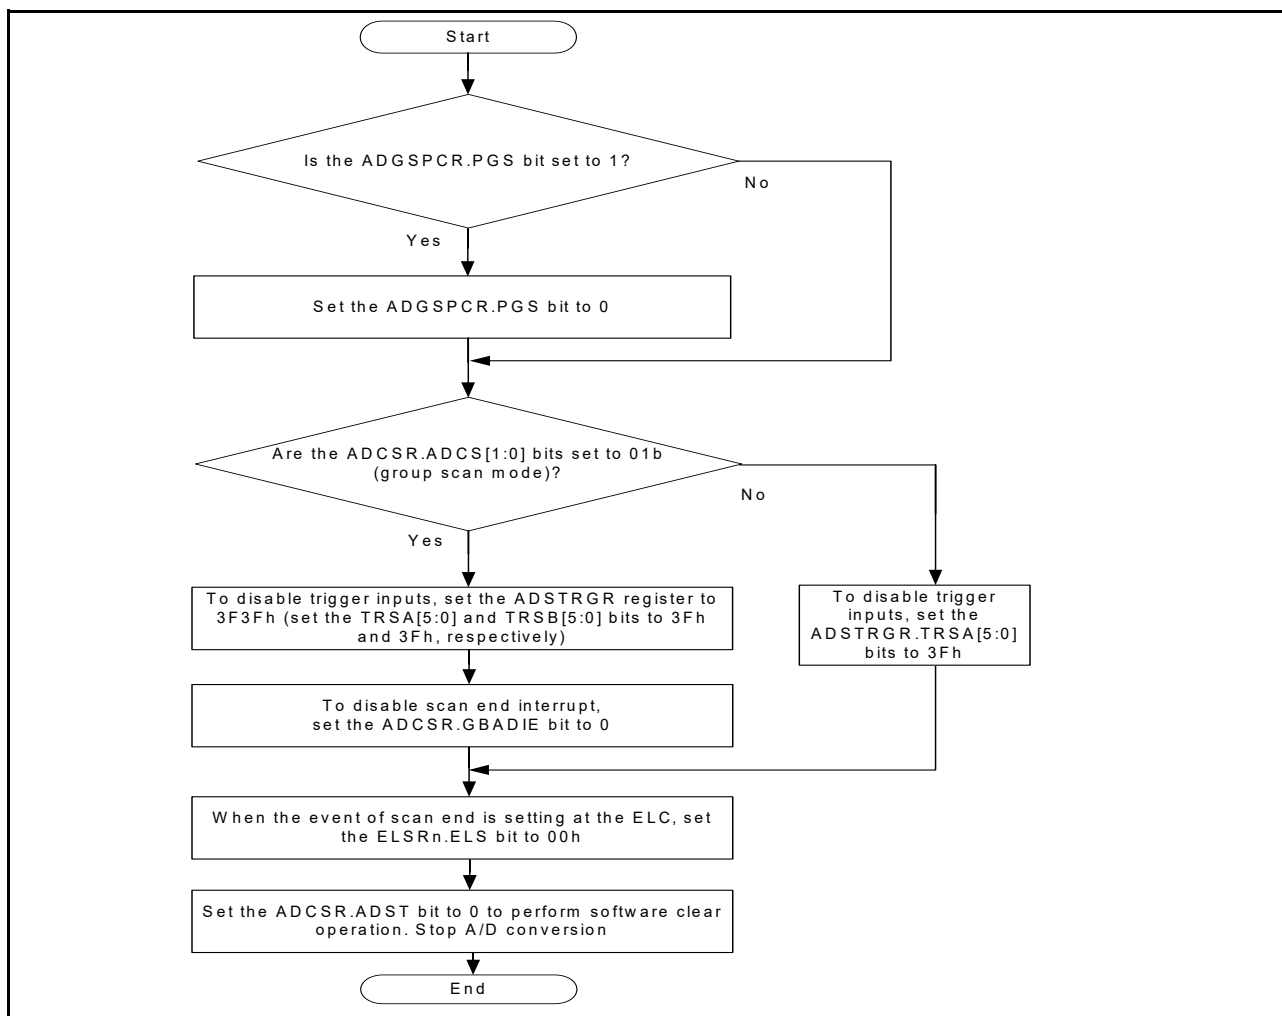 Start
Is the ADGSPCR.PGS bit set to 1?
No
Yes
Set the ADGSPCR.PGS bit to 0
Are the ADCSR.ADCS[1:0] bits set to 01b
(group scan mode)?
No
Yes
To disable trigger inputs, set the ADSTRGR register to
3F3Fh (set the TRSA[5:0] and TRSB[5:0] bits to 3Fh
and 3Fh, respectively)
To disable trigger
inputs, set the
ADSTRGR.TRSA[5:0]
bits to 3Fh
To disable scan end interrupt,
set the ADCSR.GBADIE bit to 0
When the event of scan end is setting at the ELC, set
the ELSRn.ELS bit to 00h
Set the ADCSR.ADST bit to 0 to perform software clear
operation. Stop A/D conversion
End